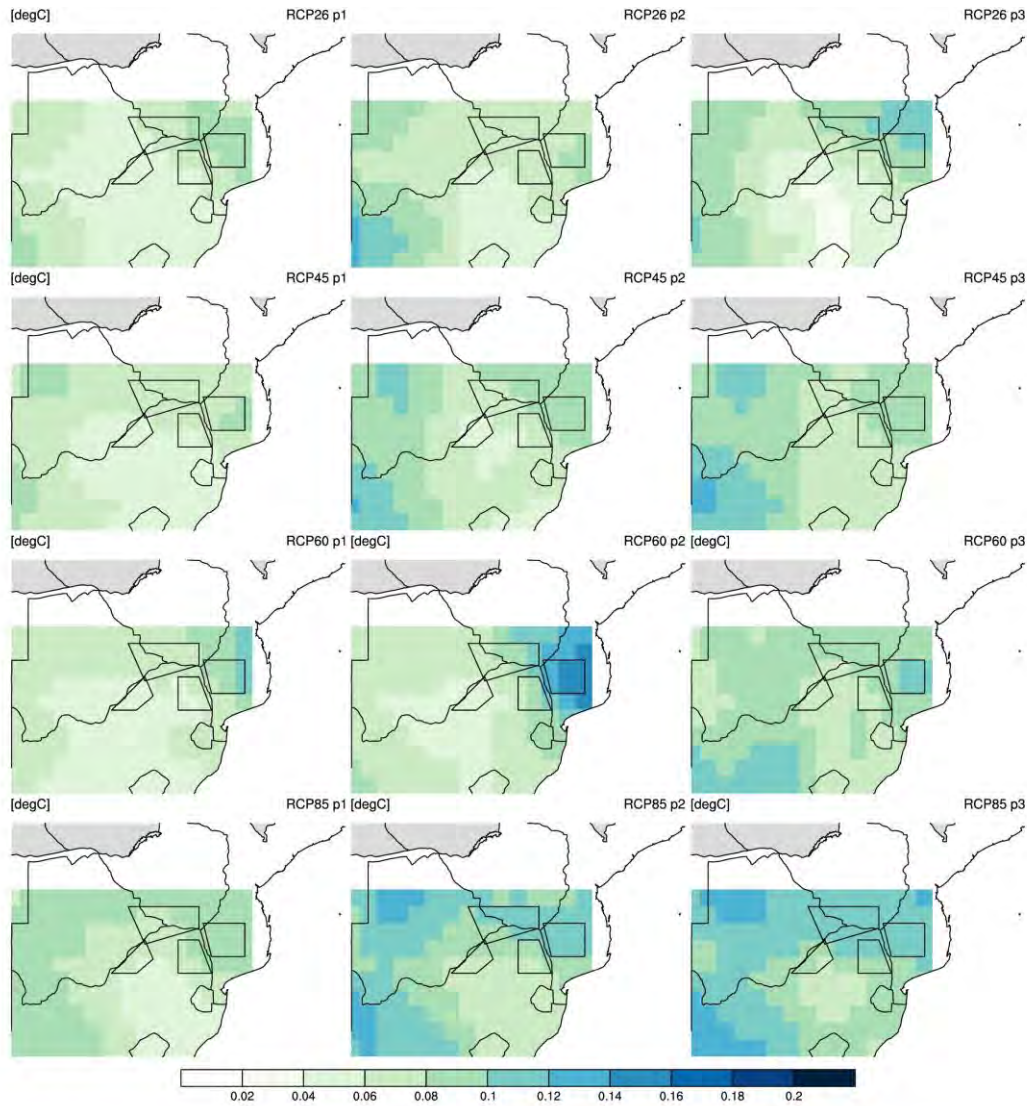 [degC] RCP26 p1 RCP26 p2 RCP26 p3
[degC] RCP45 p1 RCP45 p2 RCP45 p3
[degC] RCP60 p1 [degC] RCP60 p2 [degC] RCP60 p3
[degC] RCP85 p1 [degC] RCP85 p2 [degC] RCP85 p3
0.02 0.04 0.06 0.08 0.1 0.12 0.14 0.16 0.18 0.2